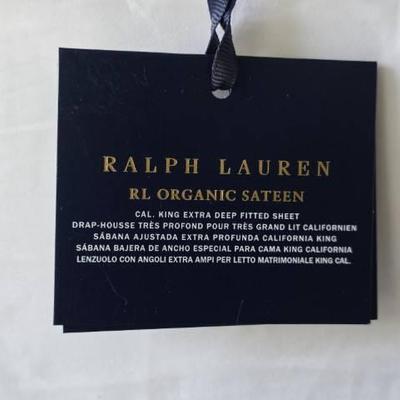 RALPH LAUREN
RL ORGANIC SATEEN
CAL. KING EXTRA DEEP FITTED SHEET
DRAP-HOUSSE TRÈS PROFOND POUR TRÈS GRAND LIT CALIFORNIEN
SÁBANA AJUSTADA EXTRA PROFUNDA CALIFORNIA KING
SÁBANA BAJERA DE ANCHO ESPECIAL PARA CAMA KING CALIFORNIA
LENZUOLO CON ANGOLI EXTRA AMPI PER LETTO MATRIMONIALE KING CAL.